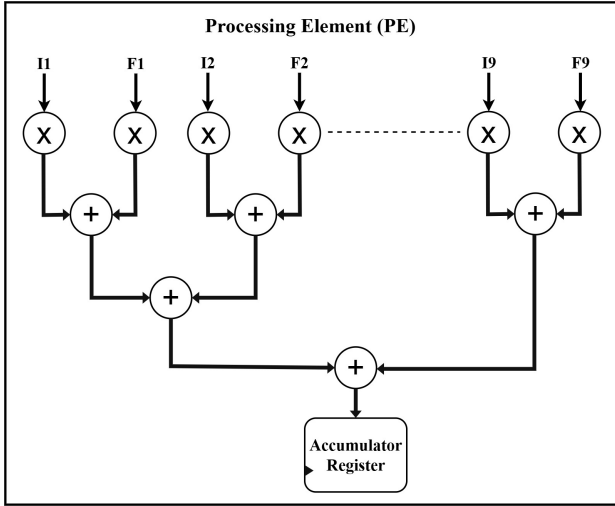 Processing Element (PE)
I1 F1 I2 F2 I9 F9
X X X X X X
+ + +
+
+
Accumulator
Register